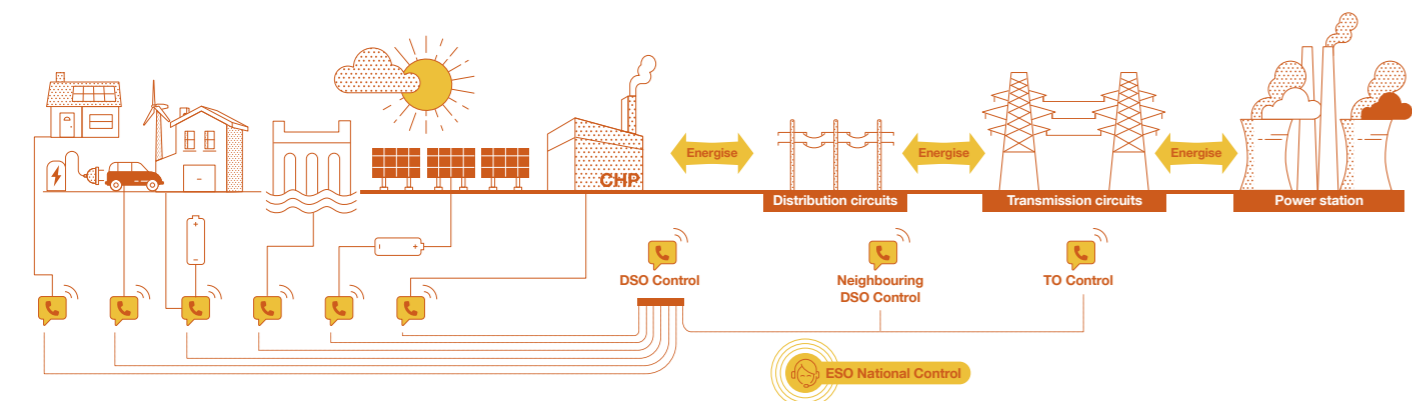 CHP
Energise
Energise
Energise
Distribution circuits
Transmission circuits
Power station
DSO Control
Neighbouring
DSO Control
TO Control
ESO National Control